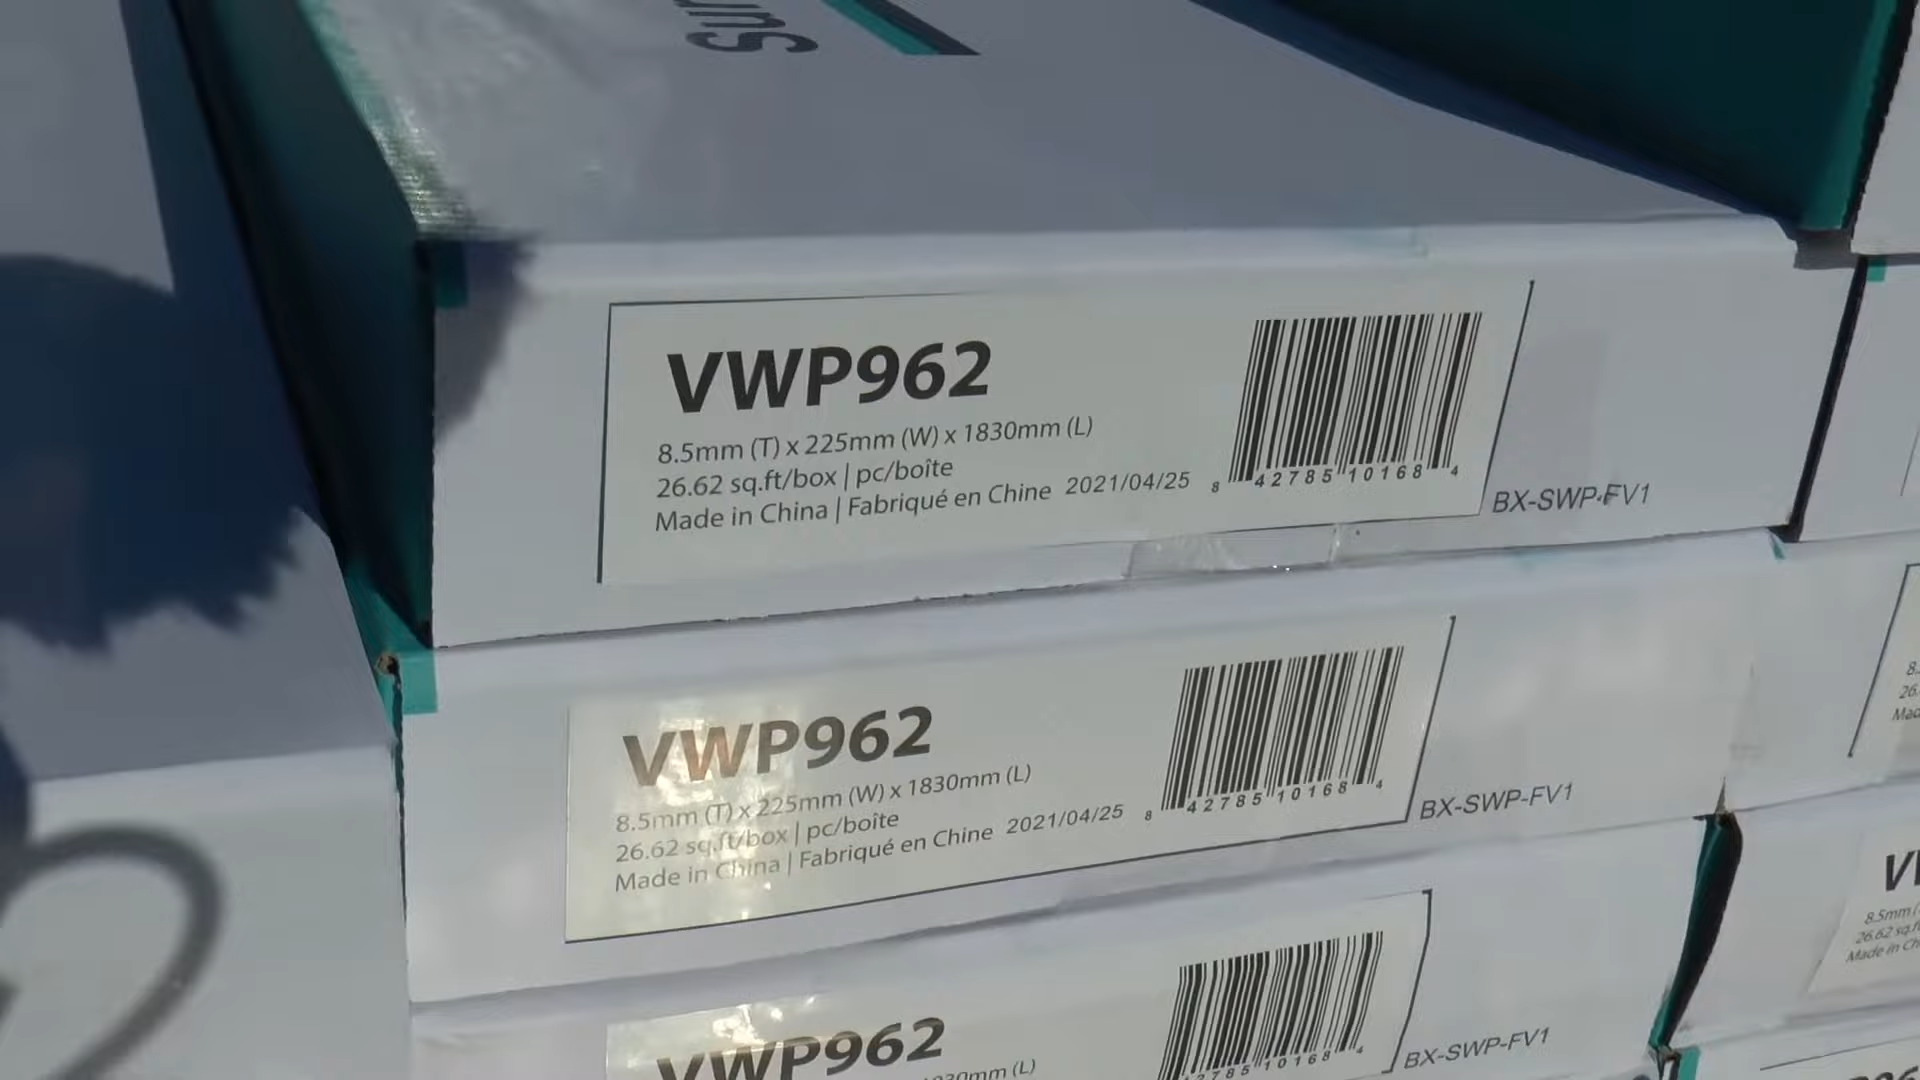 VWP962
8.5mm (T) x 225mm (W) x 1830mm (L)
26.62 sq.ft/box | pc/boîte
Made in China | Fabriqué en Chine 2021/04/25
8 42785 10168 4
BX-SWP-FV1
VWP962
8.5mm (T) x 225mm (W) x 1830mm (L)
26.62 sq.ft/box | pc/boîte
Made in China | Fabriqué en Chine 2021/04/25
8 42785 10168 4
BX-SWP-FV1
VWP962
(L)
10168 4
BX-SWP-FV1
8.5mm
26.62 sq.ft
Made in